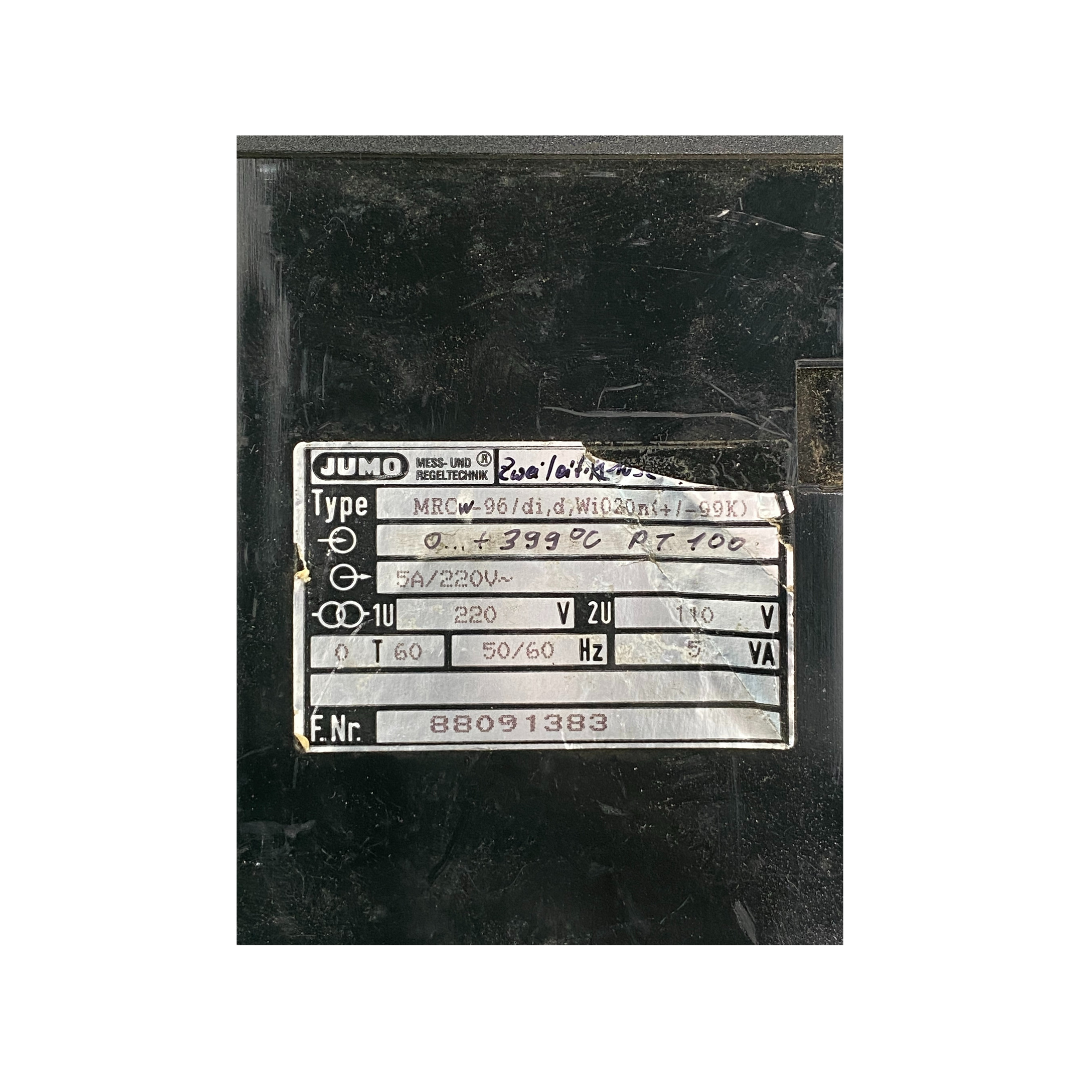 JUMO MESS- UND REGELTECHNIK ®
Type MRCw-96/di,d,Wi020n(+/-99K)
0...+399°C PT 100
5A/220V~
1U 220 V 2U 110 V
0 T 60 50/60 Hz 5 VA
F.Nr. 88091383